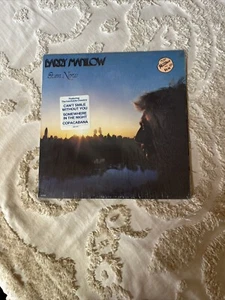 BARRY MANILOW
Even Now
CAN'T SMILE
WITHOUT YOU
SOMEWHERE
IN THE NIGHT
COPACABANA